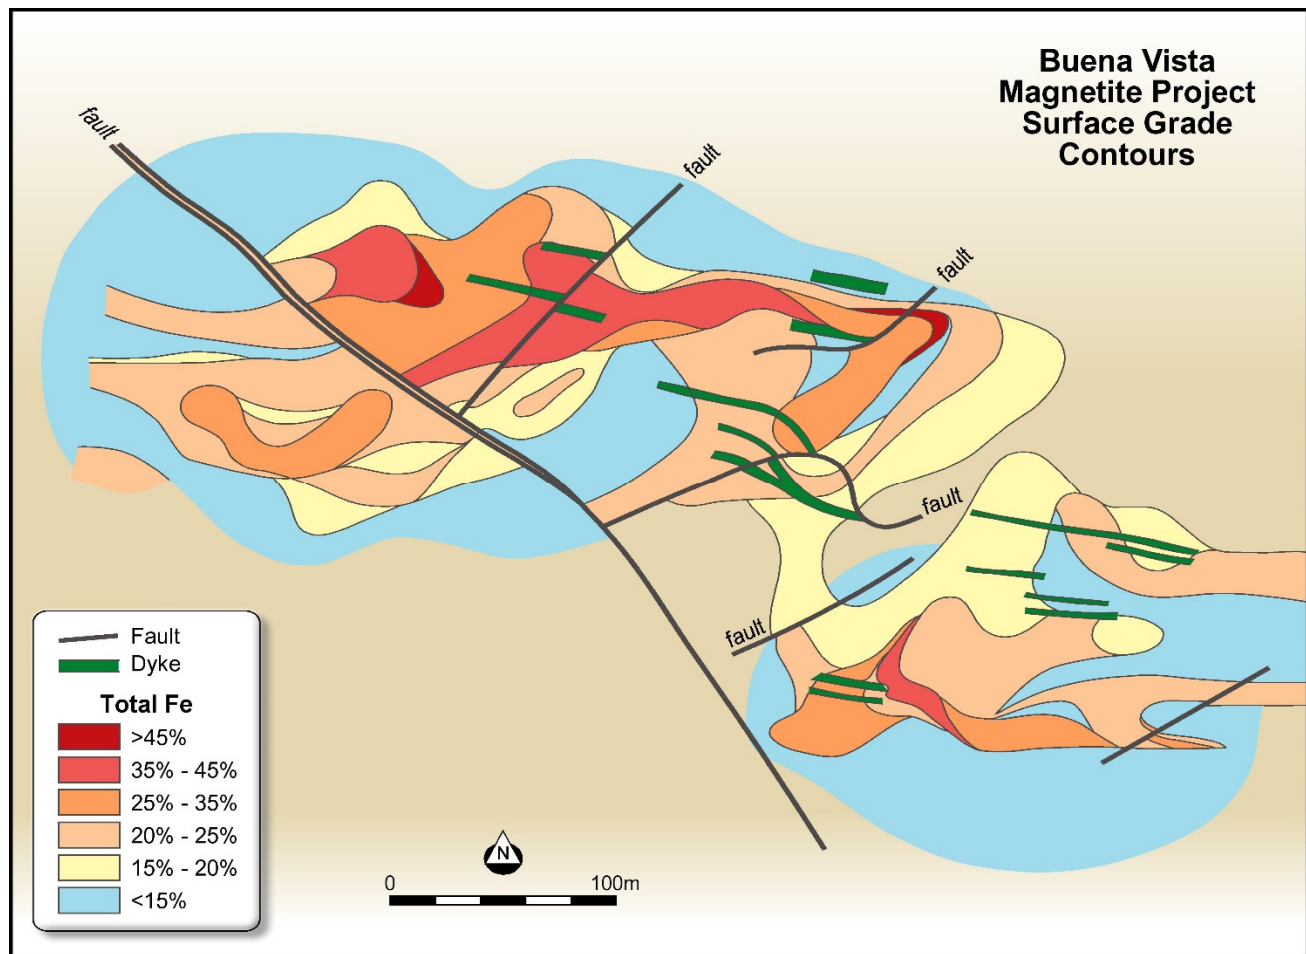 Buena Vista
Magnetite Project
Surface Grade
Contours
fault
fault
fault
fault
fault
Fault
Dyke
Total Fe
>45%
35% - 45%
25% - 35%
20% - 25%
15% - 20%
<15%
N
0 100m